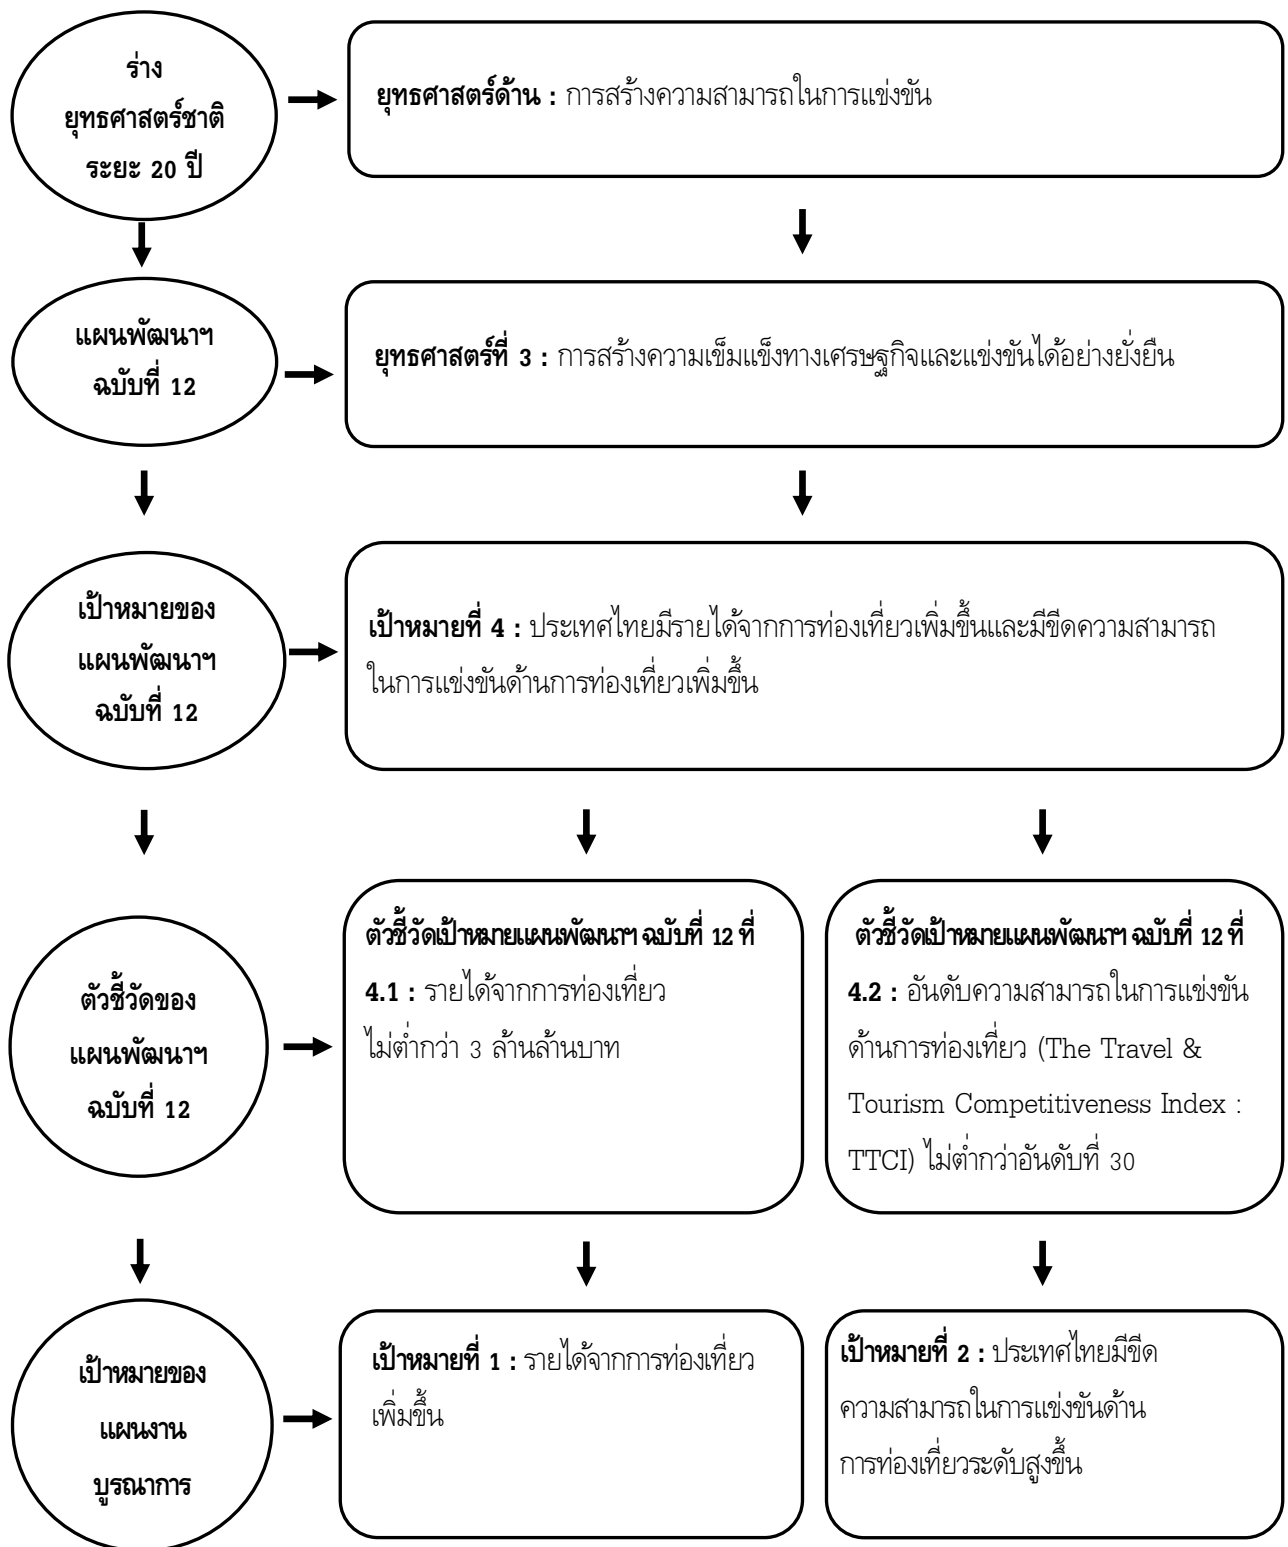 ร่าง
ยุทธศาสตร์ชาติ
ระยะ 20 ปี
ยุทธศาสตร์ด้าน : การสร้างความสามารถในการแข่งขัน
แผนพัฒนาฯ
ฉบับที่ 12
ยุทธศาสตร์ที่ 3 : การสร้างความเข็มแข็งทางเศรษฐกิจและแข่งขันได้อย่างยั่งยืน
เป้าหมายของ
แผนพัฒนาฯ
ฉบับที่ 12
เป้าหมายที่ 4 : ประเทศไทยมีรายได้จากการท่องเที่ยวเพิ่มขึ้นและมีขีดความสามารถ
ในการแข่งขันด้านการท่องเที่ยวเพิ่มขึ้น
ตัวชี้วัดของ
แผนพัฒนาฯ
ฉบับที่ 12
ตัวชี้วัดเป้าหมายแผนพัฒนาฯ ฉบับที่ 12 ที่
4.1 : รายได้จากการท่องเที่ยว
ไม่ต่ำกว่า 3 ล้านล้านบาท
ตัวชี้วัดเป้าหมายแผนพัฒนาฯ ฉบับที่ 12 ที่
4.2 : อันดับความสามารถในการแข่งขัน
ด้านการท่องเที่ยว (The Travel &
Tourism Competitiveness Index :
TTCI) ไม่ต่ำกว่าอันดับที่ 30
เป้าหมายของ
แผนงาน
บูรณาการ
เป้าหมายที่ 1 : รายได้จากการท่องเที่ยว
เพิ่มขึ้น
เป้าหมายที่ 2 : ประเทศไทยมีขีด
ความสามารถในการแข่งขันด้าน
การท่องเที่ยวระดับสูงขึ้น